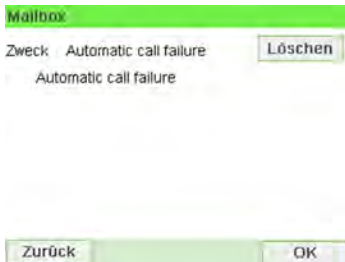 Mailbox
Zweck Automatic call failure Löschen
Automatic call failure
Zurück OK